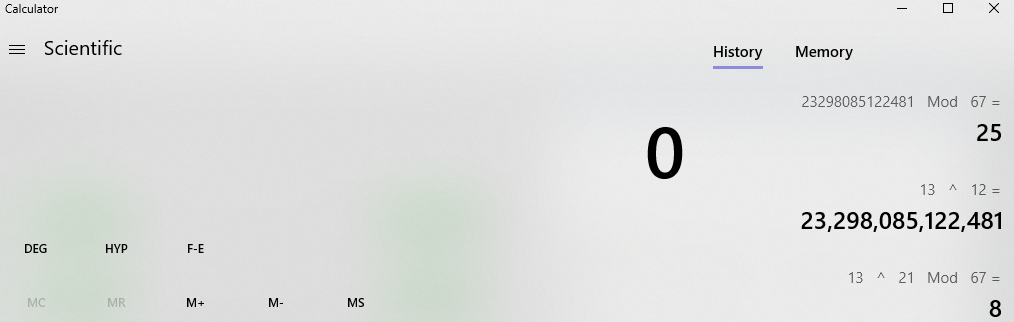 Calculator
Scientific
History Memory
23298085122481 Mod 67 =
25
0
13 ^ 12 =
23,298,085,122,481
DEG HYP F-E
13 ^ 21 Mod 67 =
MC MR M+ M- MS
8